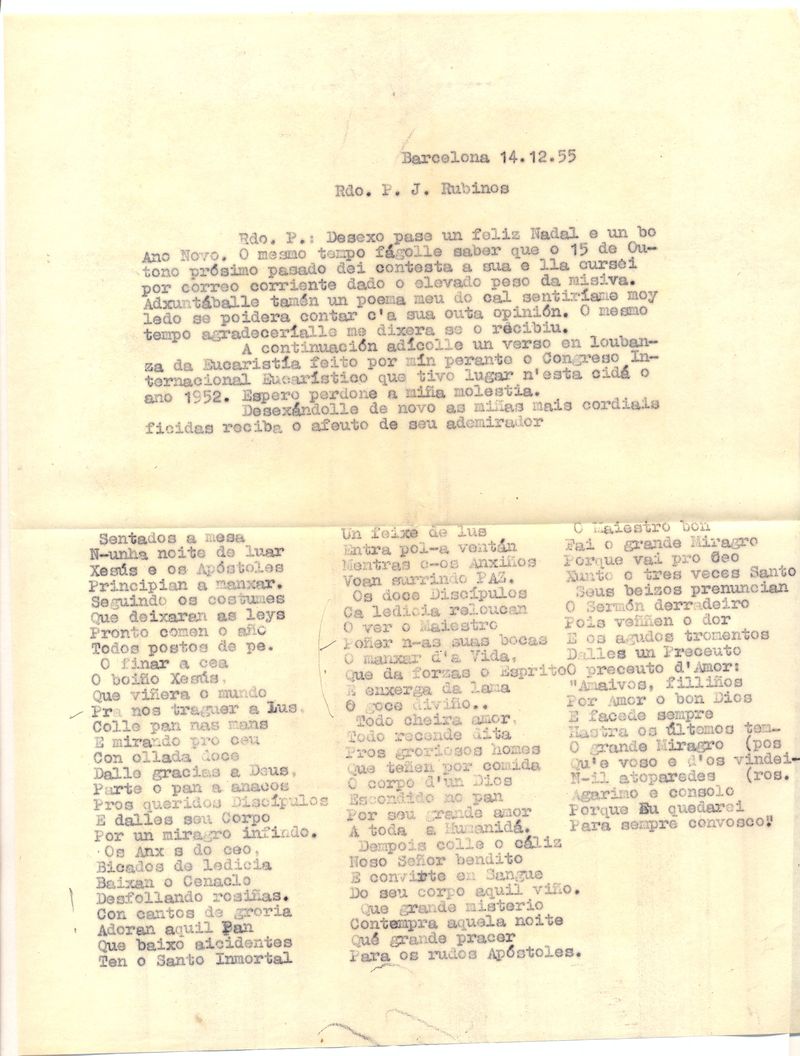 Barcelona 14.12.55
Rdo. P. J. Rubinos
Rdo. P.: Desexo pase un feliz Nadal e un bo
Ano Novo. O mesmo tempo fágolle saber que o 15 de Ou-
tono prósimo pasado dei contesta a sua e lla cursei
por correo corriente dado o elevado peso da misiva.
Adxuntáballe tamén un poema meu do cal sentiríame moy
ledo se poidera contar c'a sua outa opinión. O mesmo
tempo agradeceríalle me dixera se o recibiu.
A continuación adícolle un verso en louban-
za da Eucaristía feito por min perante o Congreso In-
ternacional Eucarístico que tivo lugar n'esta cidá o
ano 1952. Espero perdone a miña molestia.
Desexándolle de novo as miñas mais cordiais
ficidas reciba o afeuto de seu ademirador
Sentados a mesa
N-unha noite de luar
Xesús e os Apóstoles
Principian a manxar.
Seguindo os costumes
Que deixaran as leys
Pronto comen o año
Todos postos de pe.
O finar a cea
O boiño Xesús,
Que viñera o mundo
Pra nos traguer a Lus,
Colle pan nas mans
E mirando pro ceu
Con ollada doce
Dalle gracias a Deus,
Parte o pan a anacos
Pros queridos Discípulos
E dalles seu Corpo
Por un miragro infindo.
Os Anx s do ceo,
Bicados de ledicia
Baixan o Cenaclo
Desfollando rosiñas.
Con cantos de groria
Adoran aquil Pan
Que baixo aicidentes
Ten o Santo Inmortal
Un feixe de lus
Entra pol-a ventán
Mentras c-os Anxiños
Voan surrindo PAZ.
Os doce Discípulos
Ca ledicia reloucan
O ver o Maiestro
Poñer n-as suas bocas
O manxar d'a Vida,
Que da forzas o Esprito
E enxerga da lama
O goce diviño..
Todo cheira amor,
Todo recende dita
Pros groriosos homes
Que teñen por comida
O corpo d'un Dios
Escondido no pan
Por seu grande amor
A toda a Humanidá.
Dempois colle o cáliz
Noso Señor bendito
E convirte en Sangue
Do seu corpo aquil viño.
Que grande misterio
Contempra aquela noite
Qué grande pracer
Para os rudos Apóstoles.
O Maiestro bon
Fai o grande Miragro
Porque vai pro Ceo
Xunto o tres veces Santo
Seus beizos prenuncian
O Sermón derradeiro
Pois veñen o dor
E os agudos tromentos
Dalles un Preceuto
O preceuto d'Amor:
"Amaivos, filliños
Por Amor o bon Dios
E facede sempre
Hastra os últemos tem-
O grande Miragro (pos
Qu'e voso e d'os vindei-
N-il atoparedes (ros.
Agarimo e consolo
Porque Eu quedarei
Para sempre convosco."